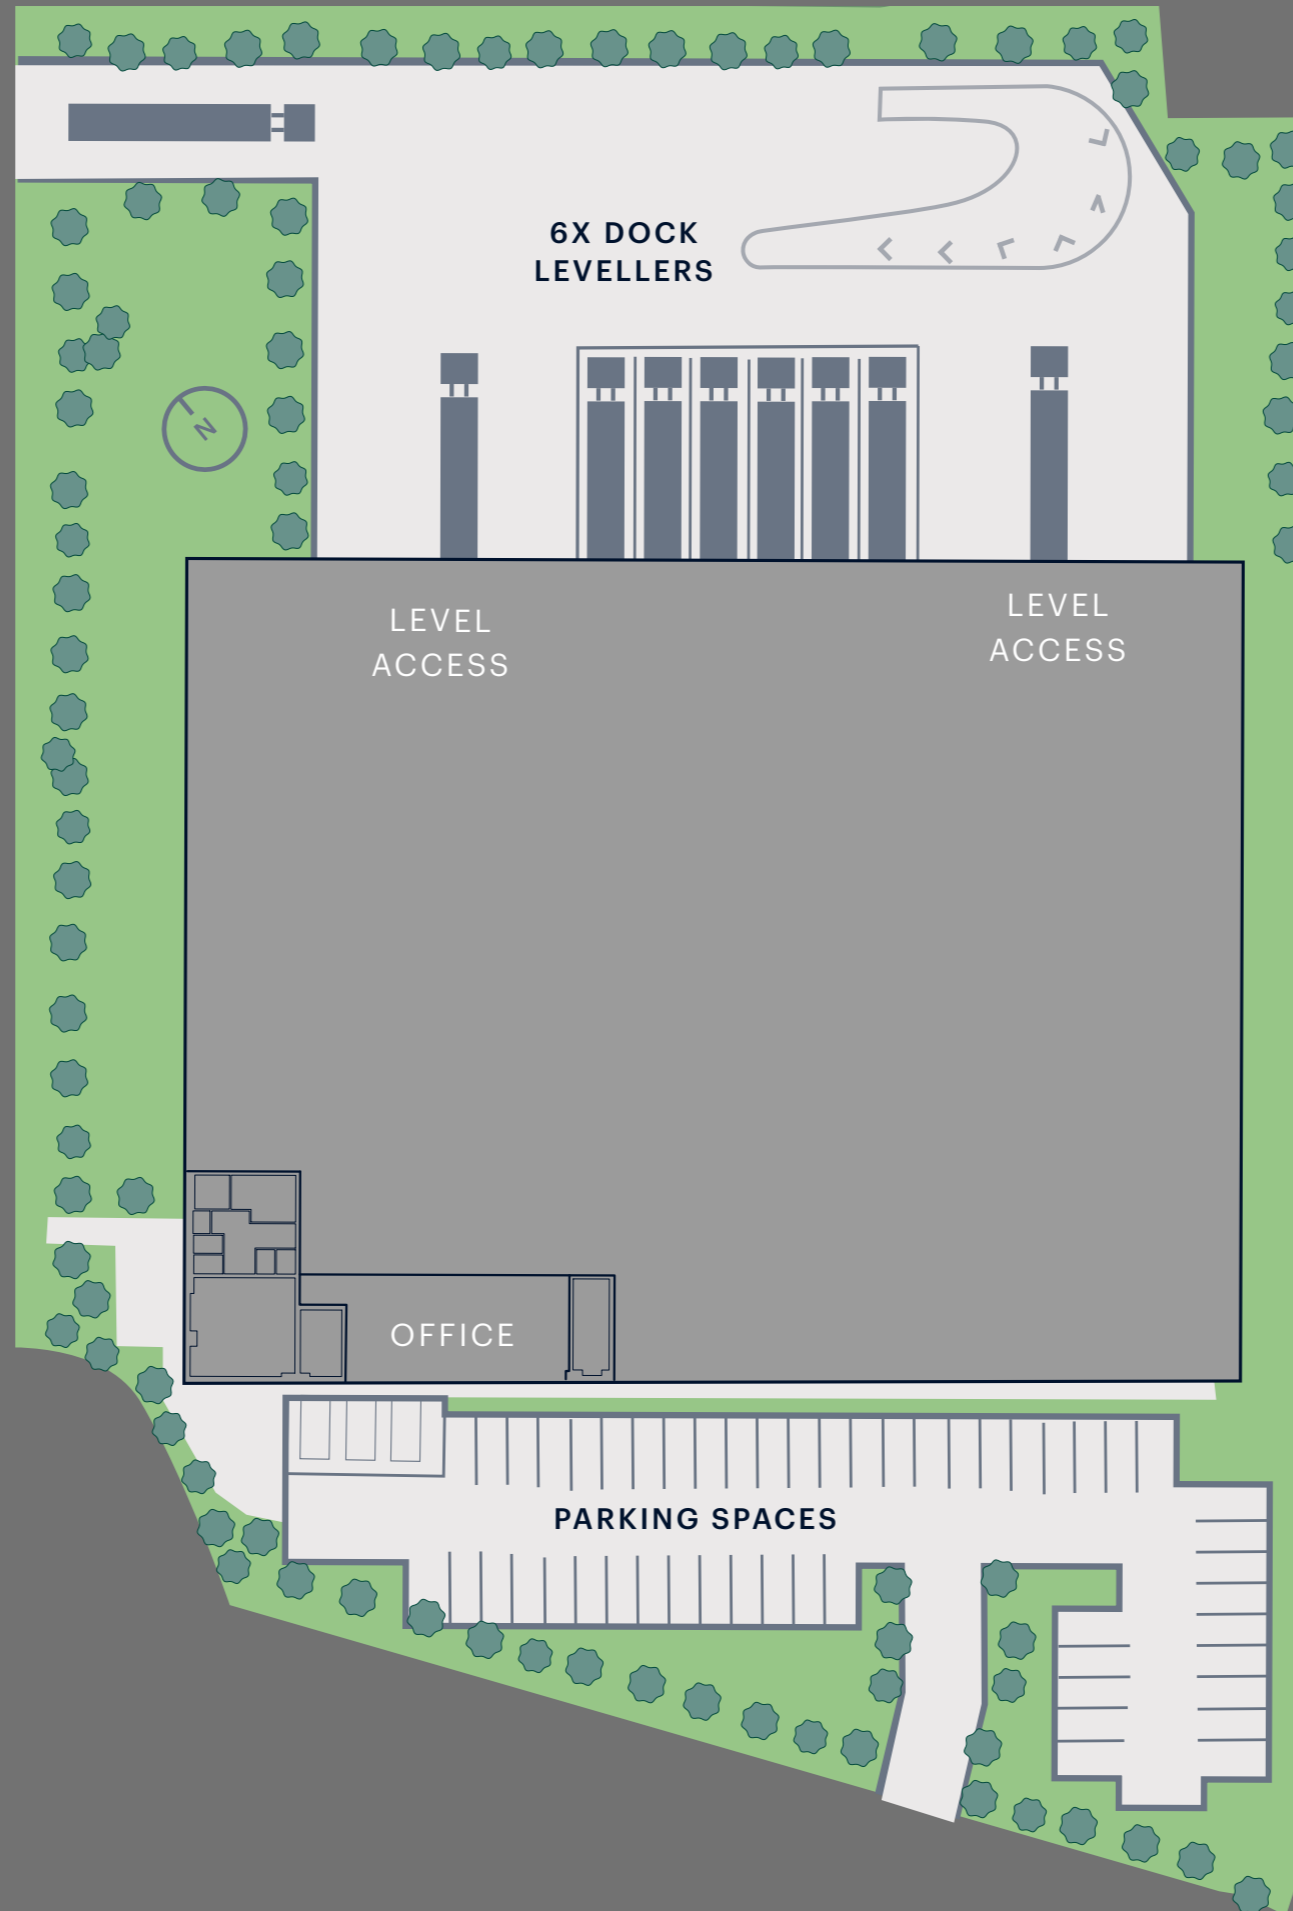 6X DOCK
LEVELLERS
N
LEVEL
ACCESS
LEVEL
ACCESS
OFFICE
PARKING SPACES